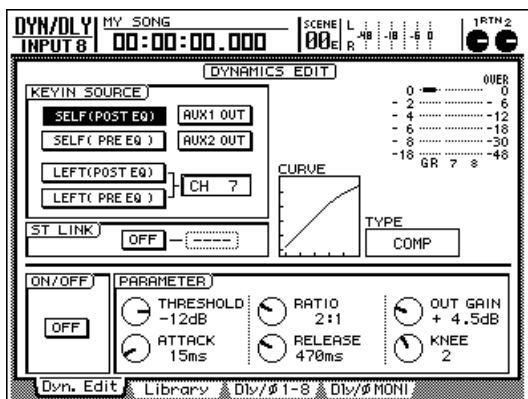 DYN/DLY MY SONG SCENE L 1 RTN 2
INPUT 8 00:00:00.000 00E R -48 -18 -6 0
DYNAMICS EDIT
KEYIN SOURCE
SELF(POST EQ) AUX1 OUT
SELF( PRE EQ ) AUX2 OUT
LEFT(POST EQ)
LEFT( PRE EQ ) CH 7
OVER
0 0
- 2 - 6
- 4 -12
- 6 -18
- 8 -30
-18 -48
GR 7 8
CURVE
TYPE
COMP
ST LINK
OFF ----
ON/OFF
OFF
PARAMETER
THRESHOLD RATIO OUT GAIN
-12dB 2:1 + 4.5dB
ATTACK RELEASE KNEE
15ms 470ms 2
Dyn. Edit Library Dly/Ø1-8 Dly/ØMONI